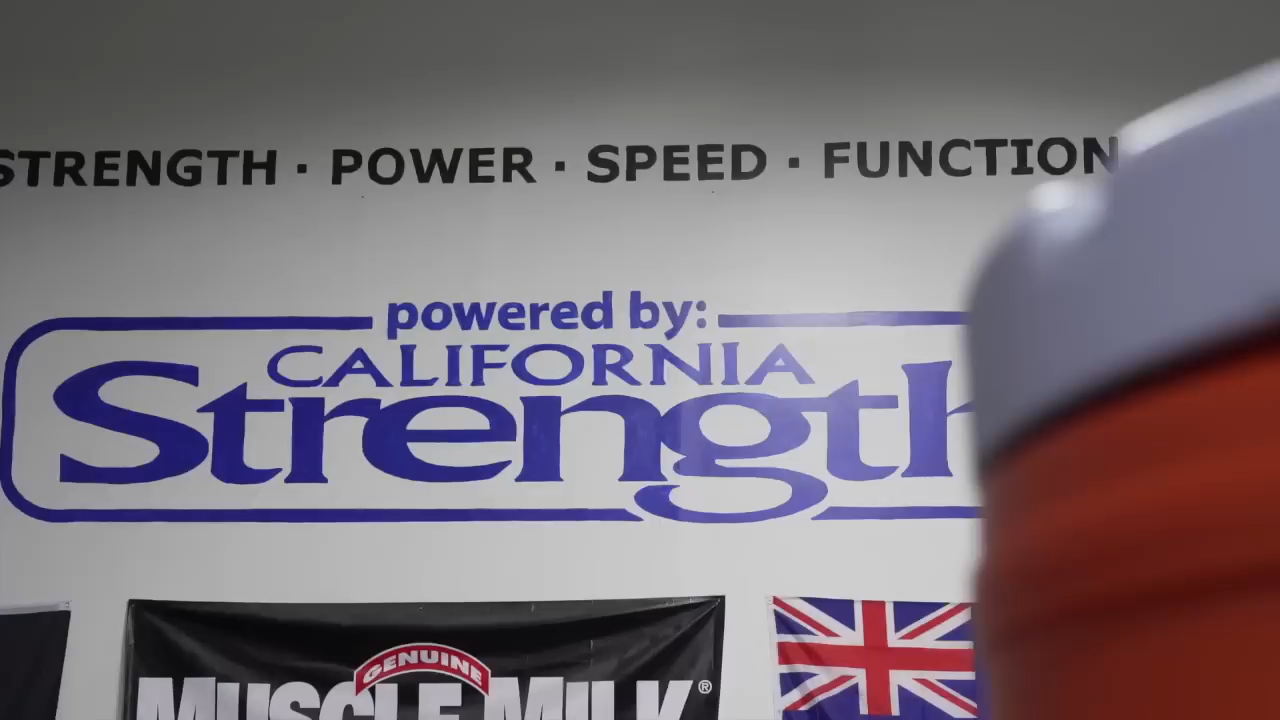 STRENGTH · POWER · SPEED · FUNCTION
powered by:
CALIFORNIA
Strength
GENUINE
MUSCLE MILK®